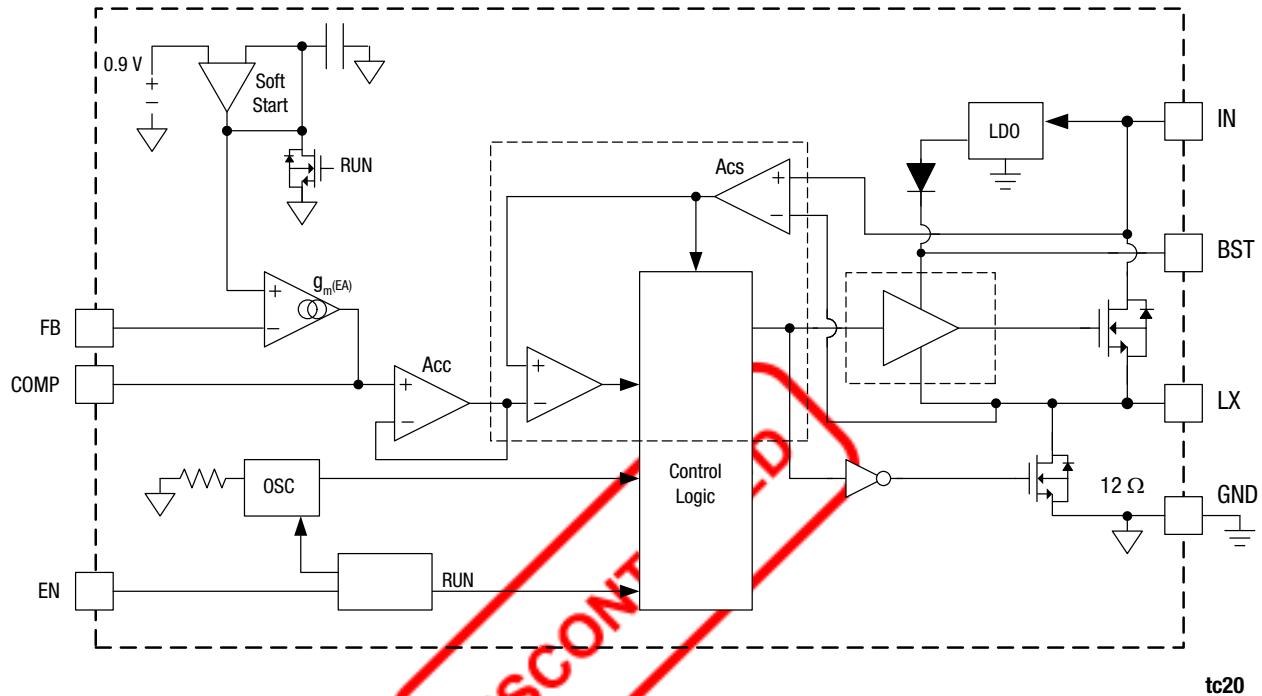 0.9 V
+
–
Soft
Start
RUN
LDO
IN
Acs
+
–
BST
+
gm(EA)
–
FB
COMP
+
Acc
–
+
–
LX
Control
Logic
OSC
12 Ω
GND
EN
RUN
tc20